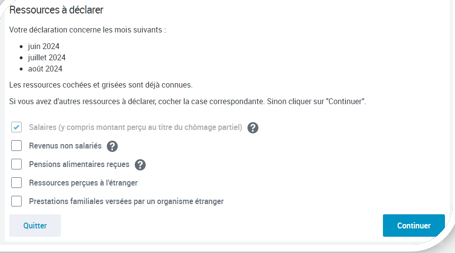 Ressources à déclarer
Votre déclaration concerne les mois suivants :
juin 2024
juillet 2024
août 2024
Les ressources cochées et grisées sont déjà connues.
Si vous avez d'autres ressources à déclarer, cocher la case correspondante. Sinon cliquer sur "Continuer".
Salaires (y compris montant perçu au titre du chômage partiel) ?
Revenus non salariés ?
Pensions alimentaires reçues ?
Ressources perçues à l'étranger
Prestations familiales versées par un organisme étranger
Quitter Continuer